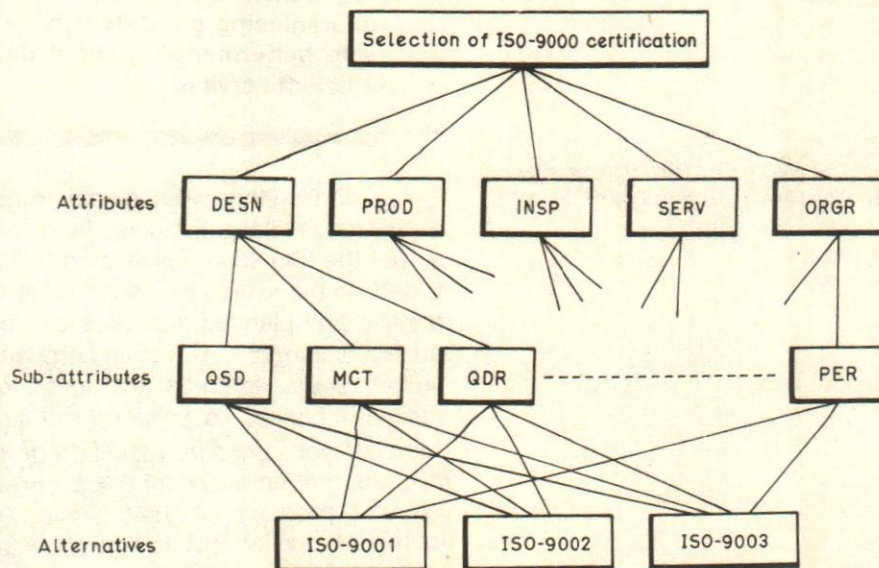 Selection of ISO-9000 certification
Attributes DESN PROD INSP SERV ORGR
Sub-attributes QSD MCT QDR PER
Alternatives ISO-9001 ISO-9002 ISO-9003